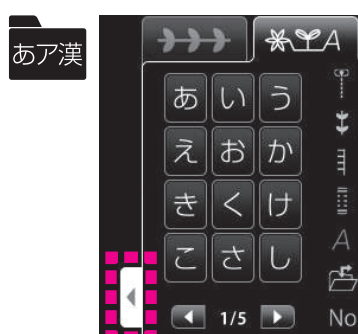 あア漢
A
あ い う
え お か
き く け
こ さ し
A
1/5
No